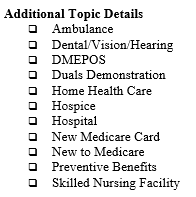 Additional Topic Details
❑ Ambulance
❑ Dental/Vision/Hearing
❑ DMEPOS
❑ Duals Demonstration
❑ Home Health Care
❑ Hospice
❑ Hospital
❑ New Medicare Card
❑ New to Medicare
❑ Preventive Benefits
❑ Skilled Nursing Facility